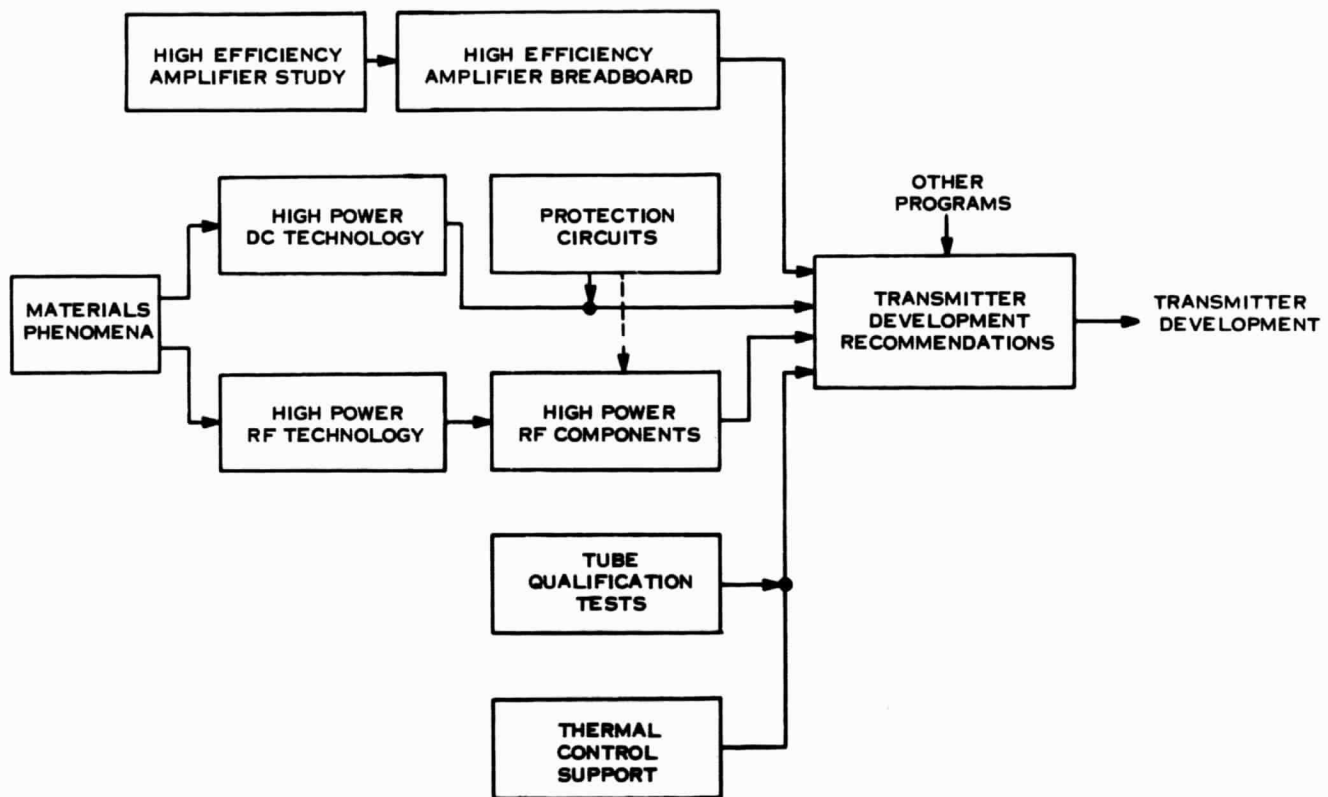 HIGH EFFICIENCY
AMPLIFIER STUDY
HIGH EFFICIENCY
AMPLIFIER BREADBOARD
HIGH POWER
DC TECHNOLOGY
PROTECTION
CIRCUITS
OTHER
PROGRAMS
MATERIALS
PHENOMENA
TRANSMITTER
DEVELOPMENT
RECOMMENDATIONS
TRANSMITTER
DEVELOPMENT
HIGH POWER
RF TECHNOLOGY
HIGH POWER
RF COMPONENTS
TUBE
QUALIFICATION
TESTS
THERMAL
CONTROL
SUPPORT